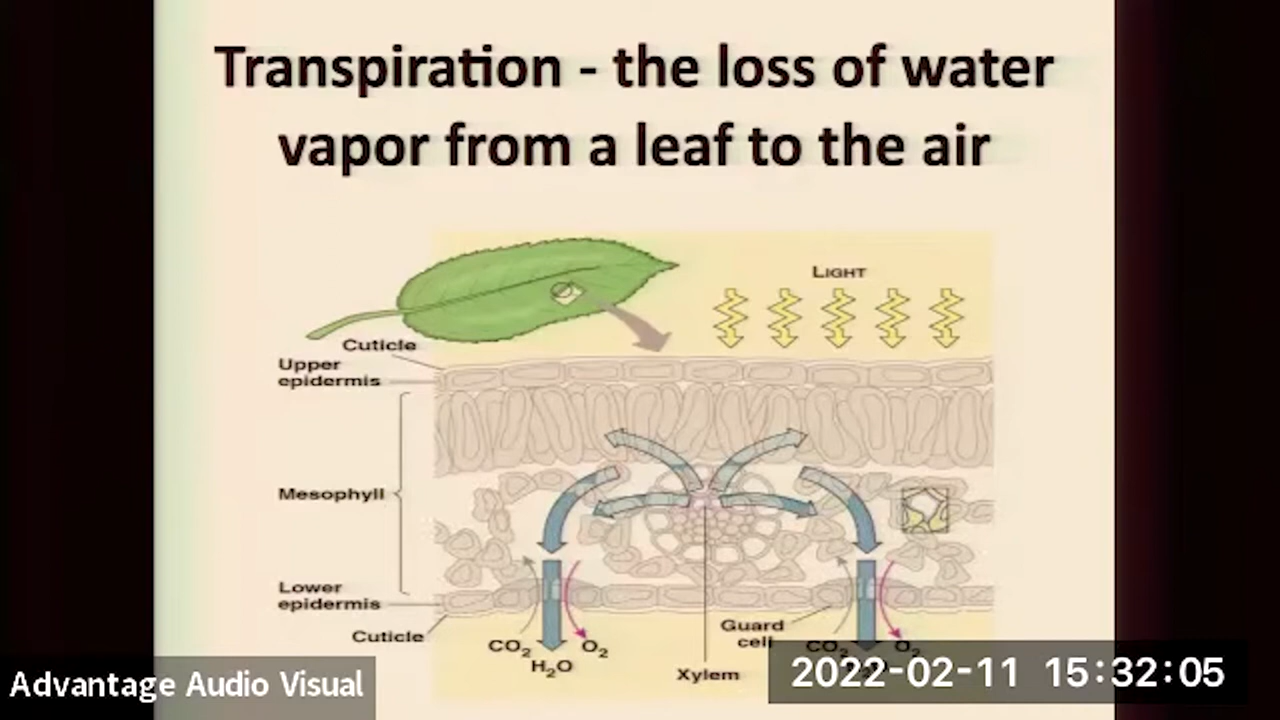 Transpiration - the loss of water
vapor from a leaf to the air
LIGHT
Cuticle
Upper
epidermis
Mesophyll
Lower
epidermis
Cuticle
CO2
O2
H2O
Guard
cell
Xylem
CO2
O2
Advantage Audio Visual
2022-02-11 15:32:05